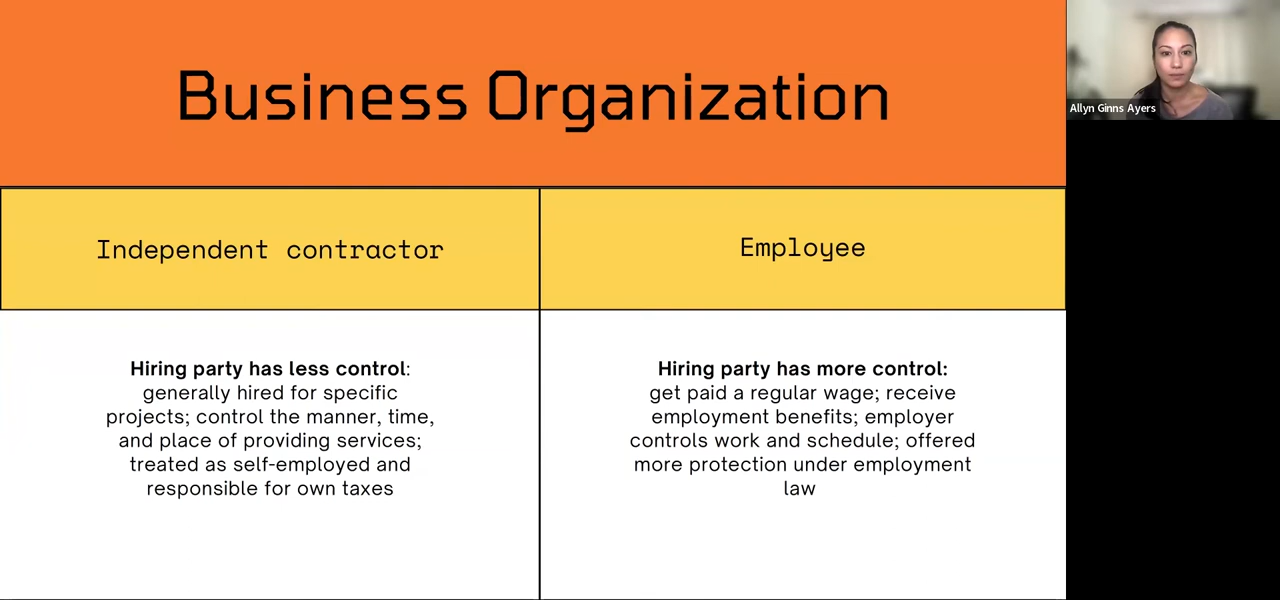 Business Organization
Allyn Ginns Ayers
Independent contractor
Employee
Hiring party has less control:
generally hired for specific
projects; control the manner, time,
and place of providing services;
treated as self-employed and
responsible for own taxes
Hiring party has more control:
get paid a regular wage; receive
employment benefits; employer
controls work and schedule; offered
more protection under employment
law